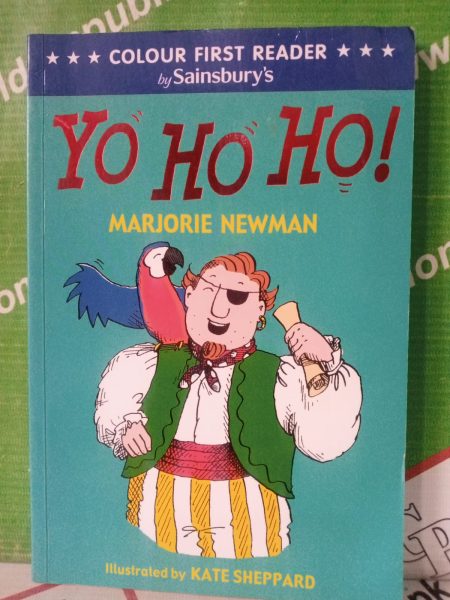 ★ ★ ★ COLOUR FIRST READER ★ ★ ★
by Sainsbury's
YO HO HO!
MARJORIE NEWMAN
Illustrated by KATE SHEPPARD